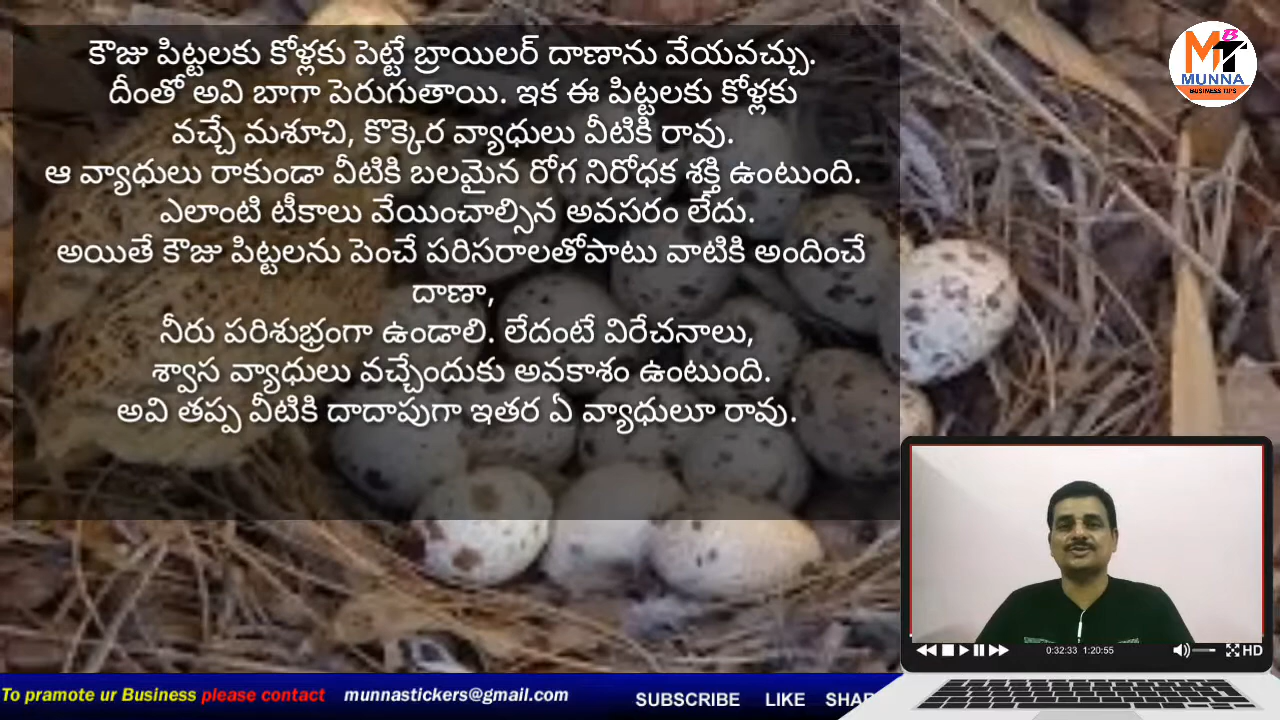 కౌజు పిట్టలకు కోళ్లకు పెట్టే బ్రాయిలర్ దాణాను వేయవచ్చు.
దీంతో అవి బాగా పెరుగుతాయి. ఇక ఈ పిట్టలకు కోళ్లకు
వచ్చే మశూచి, కొక్కెర వ్యాధులు వీటికి రావు.
ఆ వ్యాధులు రాకుండా వీటికి బలమైన రోగ నిరోధక శక్తి ఉంటుంది.
ఎలాంటి టీకాలు వేయించాల్సిన అవసరం లేదు.
అయితే కౌజు పిట్టలను పెంచే పరిసరాలతోపాటు వాటికి అందించే
దాణా,
నీరు పరిశుభ్రంగా ఉండాలి. లేదంటే విరేచనాలు,
శ్వాస వ్యాధులు వచ్చేందుకు అవకాశం ఉంటుంది.
అవి తప్ప వీటికి దాదాపుగా ఇతర ఏ వ్యాధులూ రావు.
MBT
MUNNA
BUSINESS TIPS
0:32:33 1:20:55
HD
To pramote ur Business please contact munnastickers@gmail.com
SUBSCRIBE LIKE SHAR